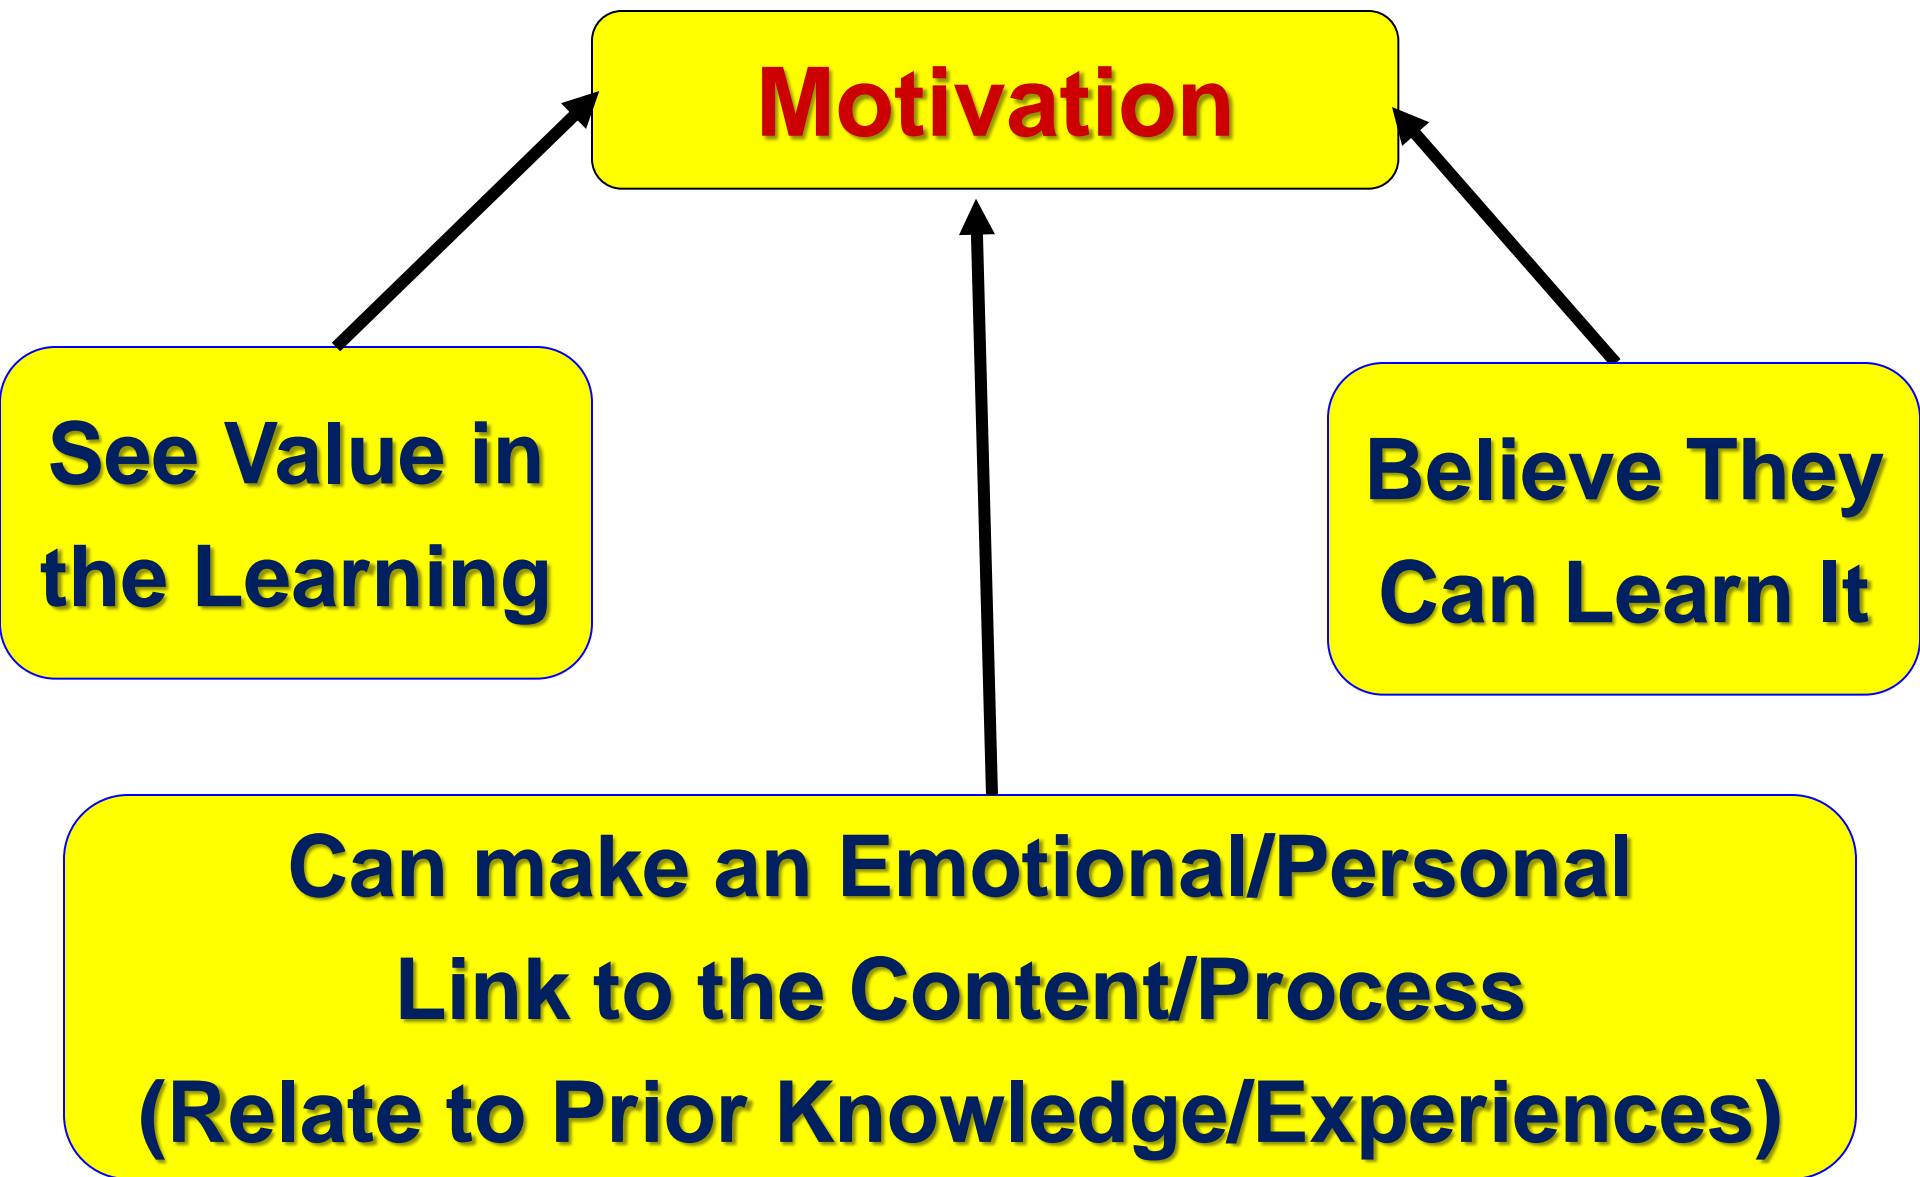 Motivation
See Value in
the Learning
Believe They
Can Learn It
Can make an Emotional/Personal
Link to the Content/Process
(Relate to Prior Knowledge/Experiences)